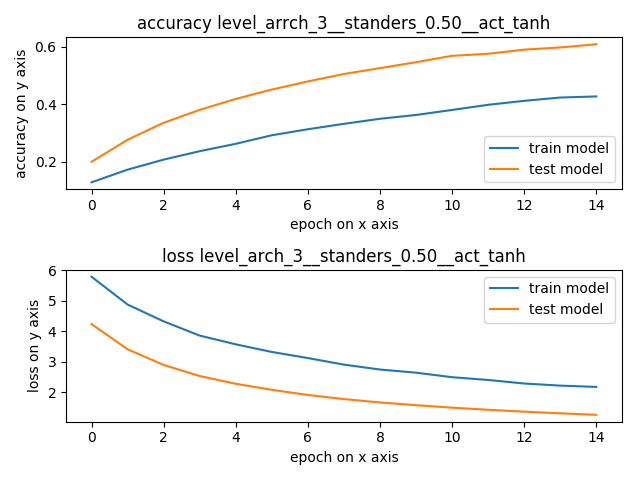 accuracy level_arrch_3__standers_0.50__act_tanh
accuracy on y axis
0.6
0.4
0.2
train model
test model
0 2 4 6 8 10 12 14
epoch on x axis
loss level_arch_3__standers_0.50__act_tanh
loss on y axis
6
5
4
3
2
train model
test model
0 2 4 6 8 10 12 14
epoch on x axis